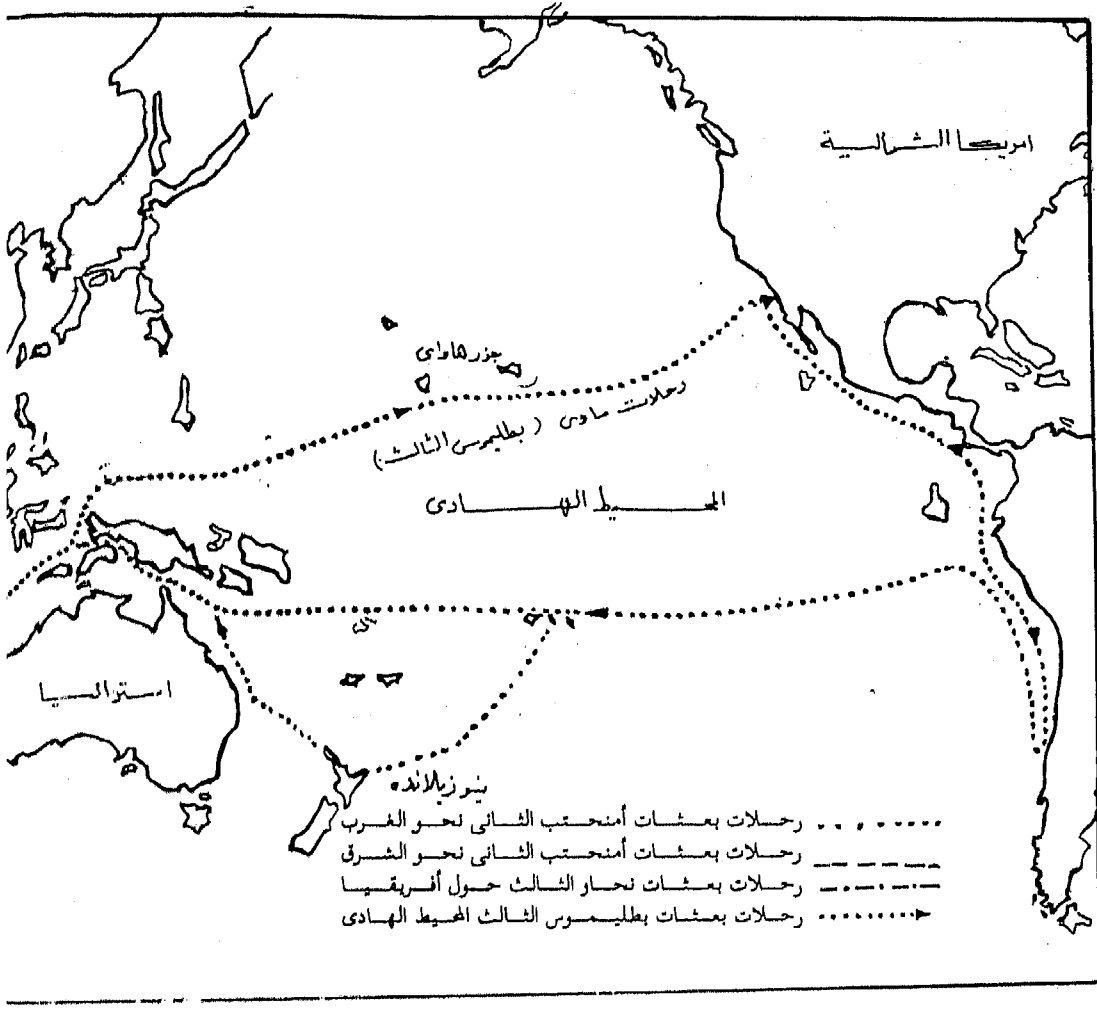 امريكا الشمالية
جزر هاواى
رحلات ماوى (بطليموس الثالث)
المحيط الهادى
استراليا
نيوزيلانده
رحلات بعثات أمنحتب الثانى نحو الغرب
رحلات بعثات أمنحتب الثانى نحو الشرق
رحلات بعثات نحاو الثالث حول أفريقيا
رحلات بعثات بطليموس الثالث المحيط الهادى